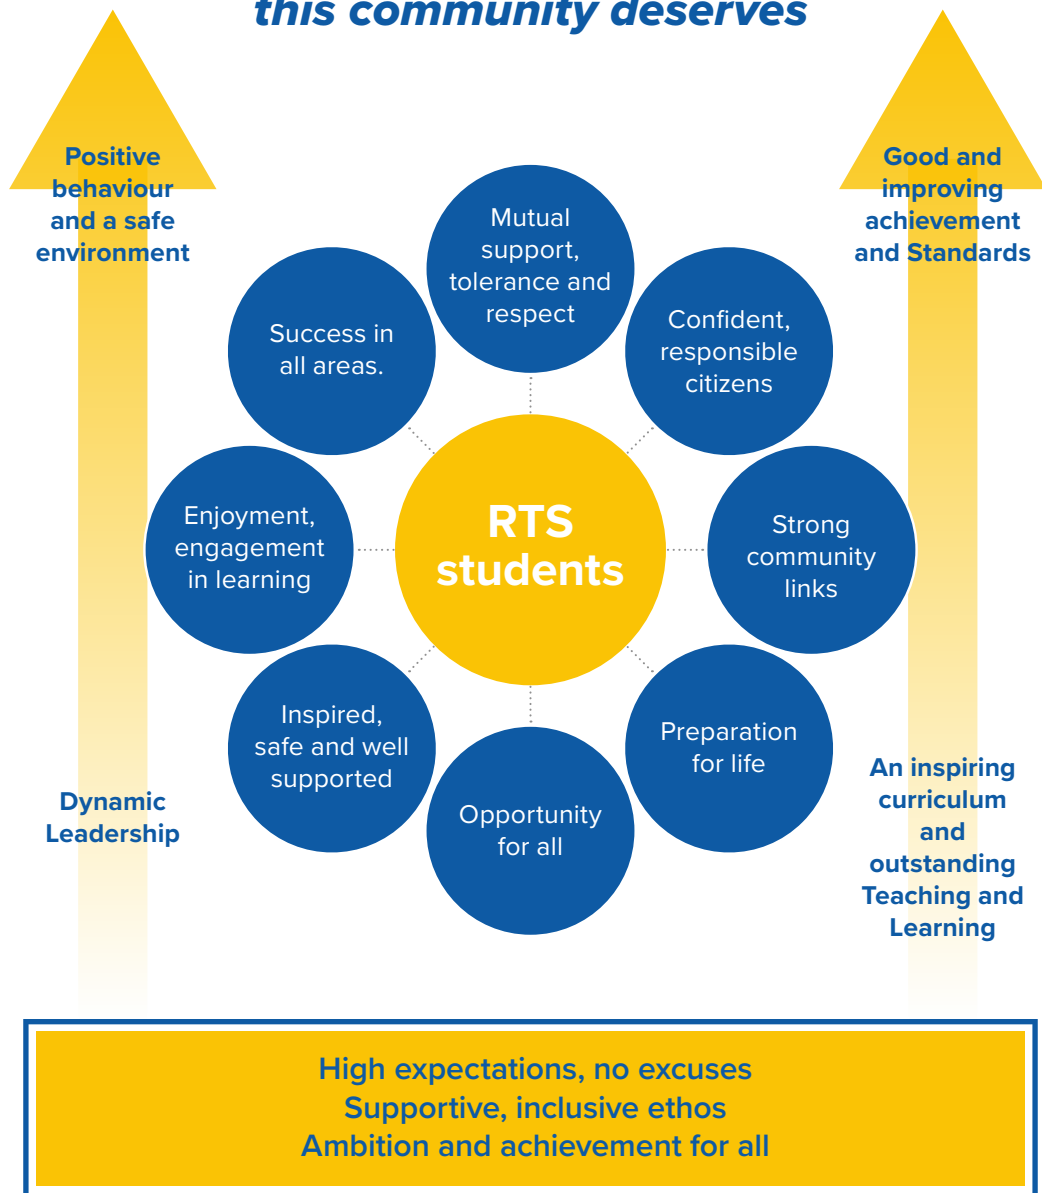 this community deserves
Positive
behaviour
and a safe
environment
Good and
improving
achievement
and Standards
Mutual
support,
tolerance and
respect
Success in
all areas.
Confident,
responsible
citizens
Enjoyment,
engagement
in learning
RTS
students
Strong
community
links
Inspired,
safe and well
supported
Preparation
for life
Opportunity
for all
Dynamic
Leadership
An inspiring
curriculum
and
outstanding
Teaching and
Learning
High expectations, no excuses
Supportive, inclusive ethos
Ambition and achievement for all